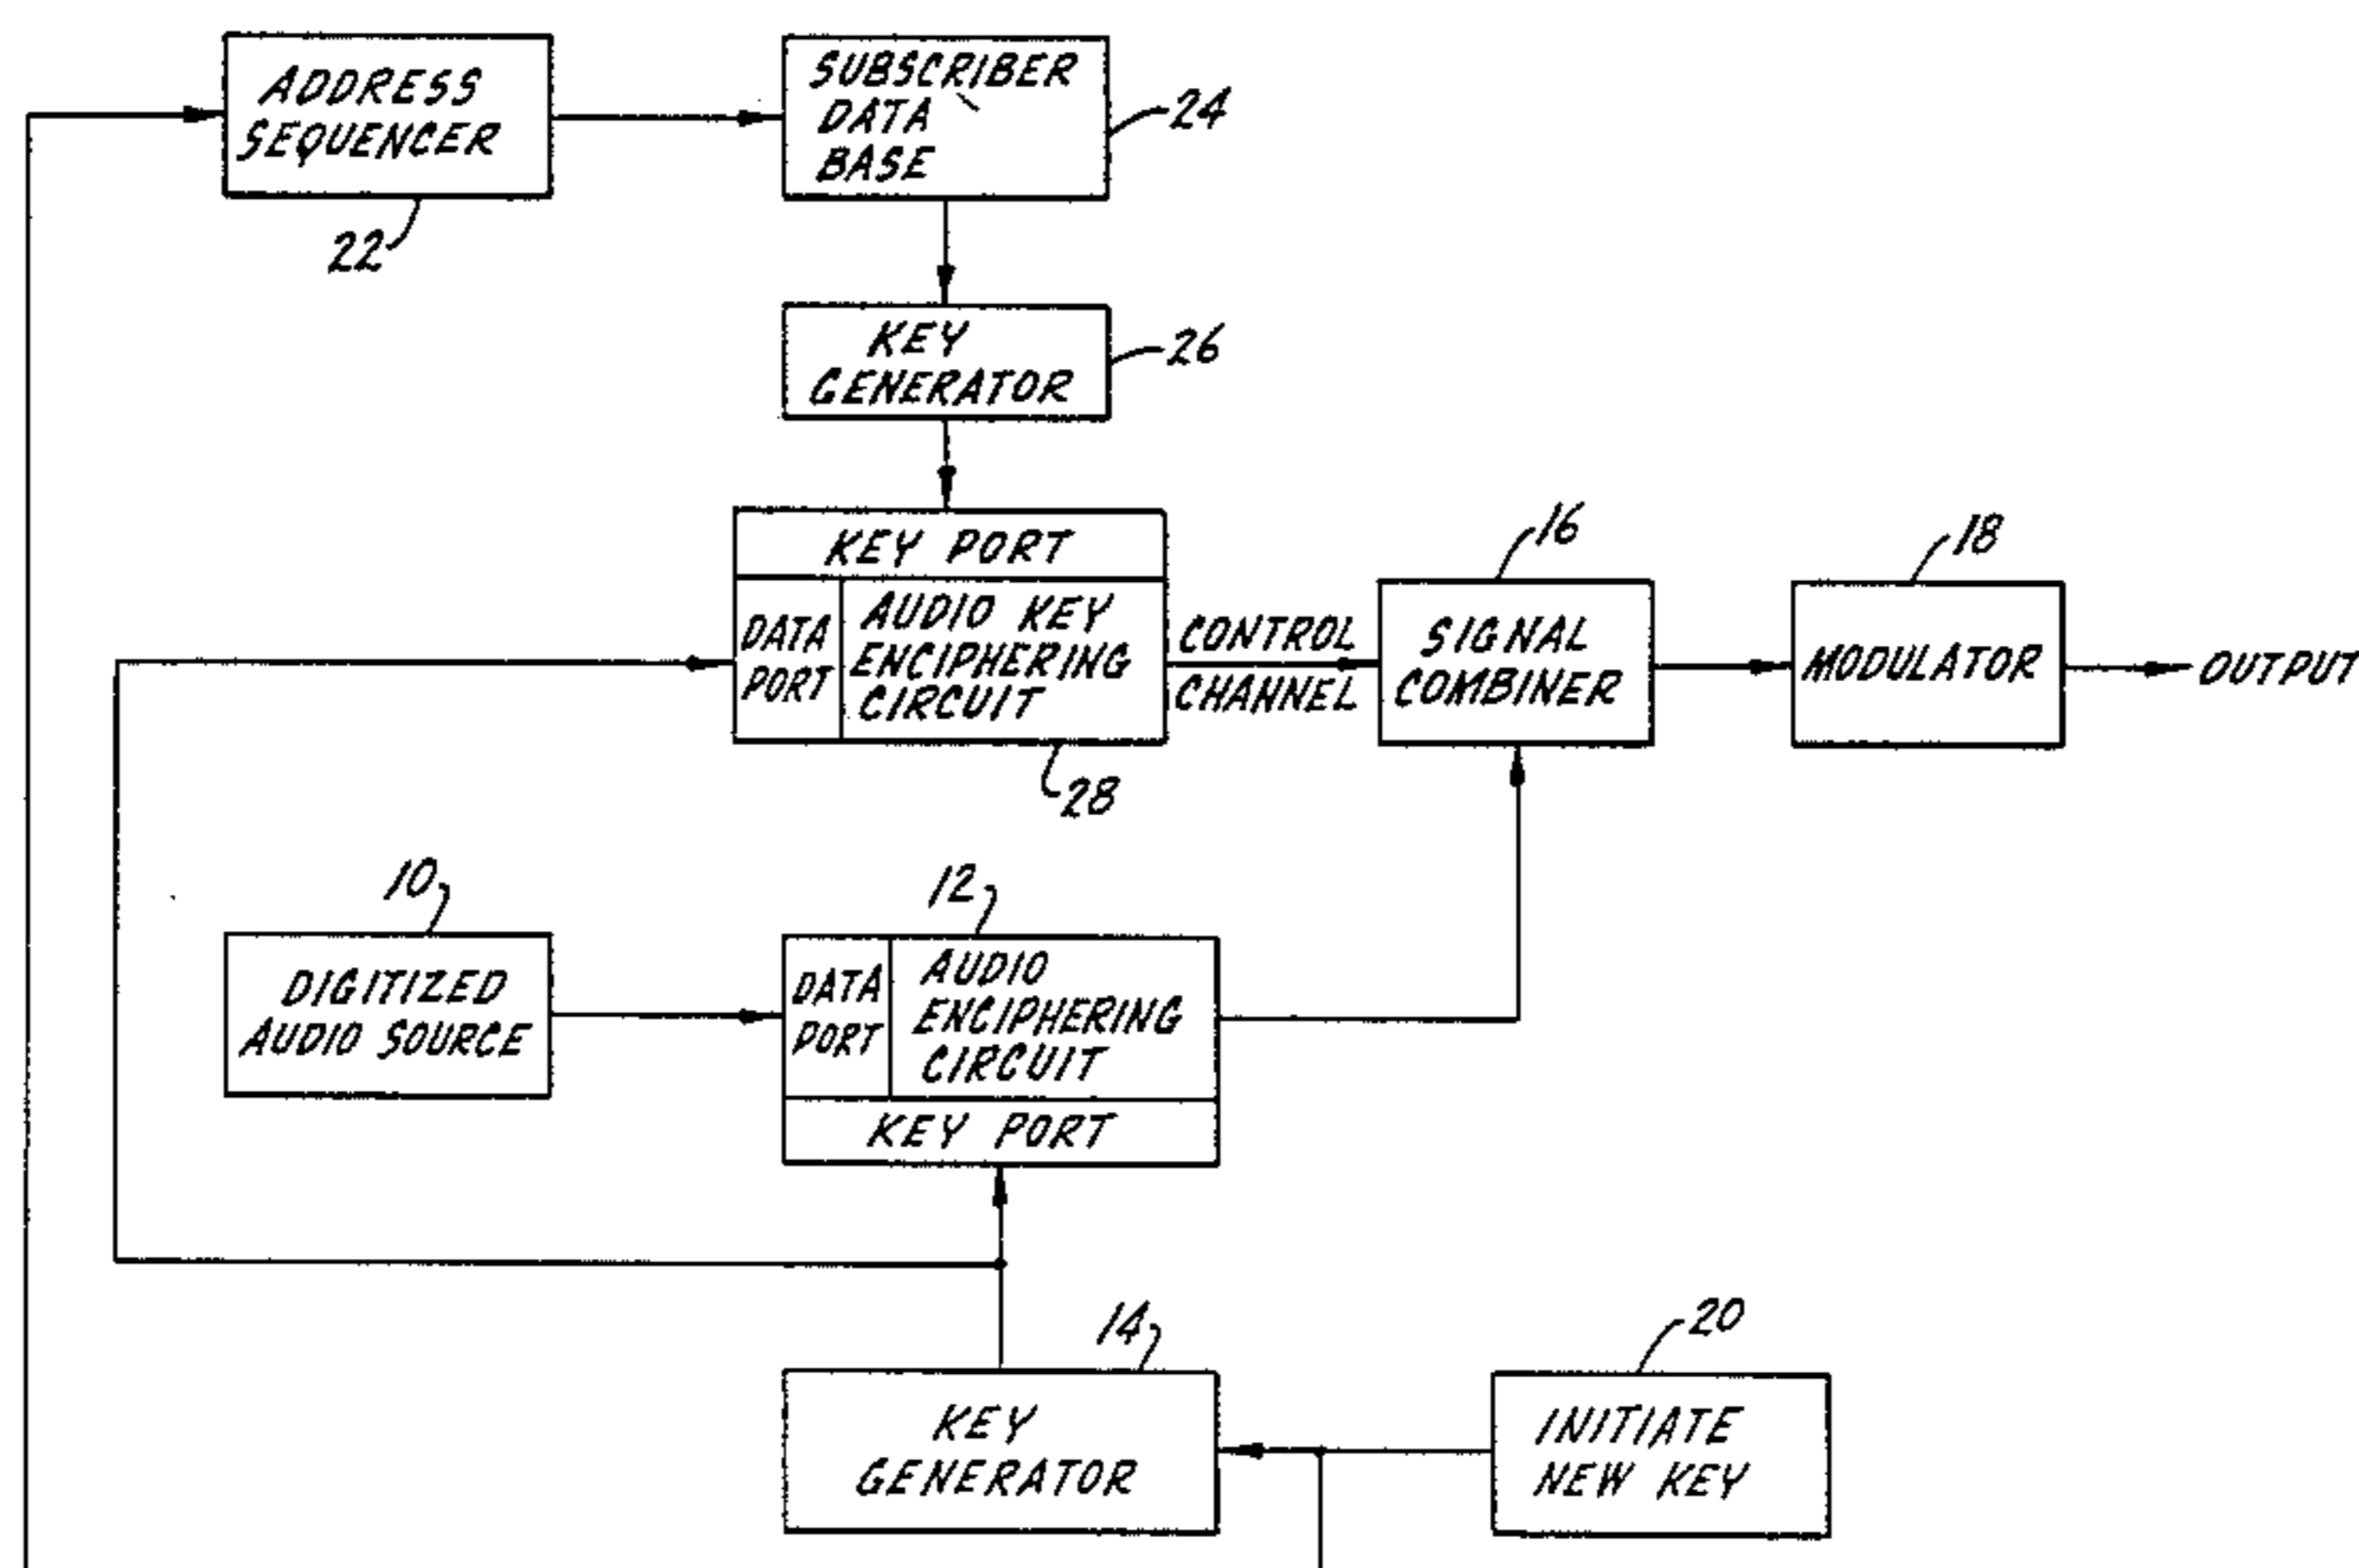 ADDRESS
SEQUENCER
22
SUBSCRIBER
DATA
BASE
24
KEY
GENERATOR
26
KEY PORT
DATA
PORT
AUDIO KEY
ENCIPHERING
CIRCUIT
28
CONTROL
CHANNEL
16
SIGNAL
COMBINER
18
MODULATOR
OUTPUT
10
DIGITIZED
AUDIO SOURCE
12
DATA
PORT
AUDIO
ENCIPHERING
CIRCUIT
KEY PORT
14
KEY
GENERATOR
20
INITIATE
NEW KEY